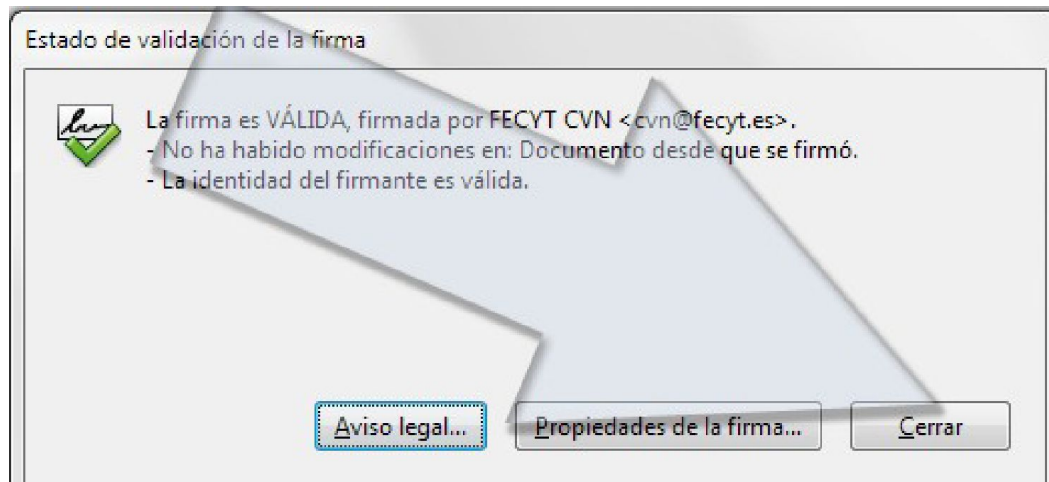 Estado de validación de la firma
La firma es VÁLIDA, firmada por FECYT CVN <cvn@fecyt.es>.
- No ha habido modificaciones en: Documento desde que se firmó.
- La identidad del firmante es válida.
Aviso legal... Propiedades de la firma... Cerrar